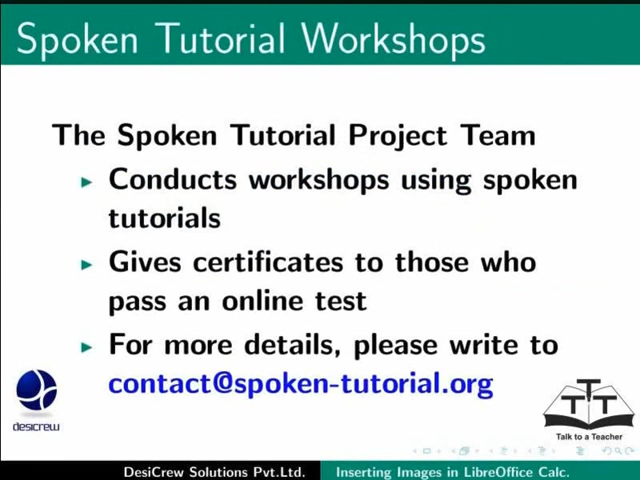 Spoken Tutorial Workshops
The Spoken Tutorial Project Team
Conducts workshops using spoken
tutorials
Gives certificates to those who
pass an online test
For more details, please write to
contact@spoken-tutorial.org
desicrew
TTT
Talk to a Teacher
DesiCrew Solutions Pvt.Ltd.
Inserting Images in LibreOffice Calc.